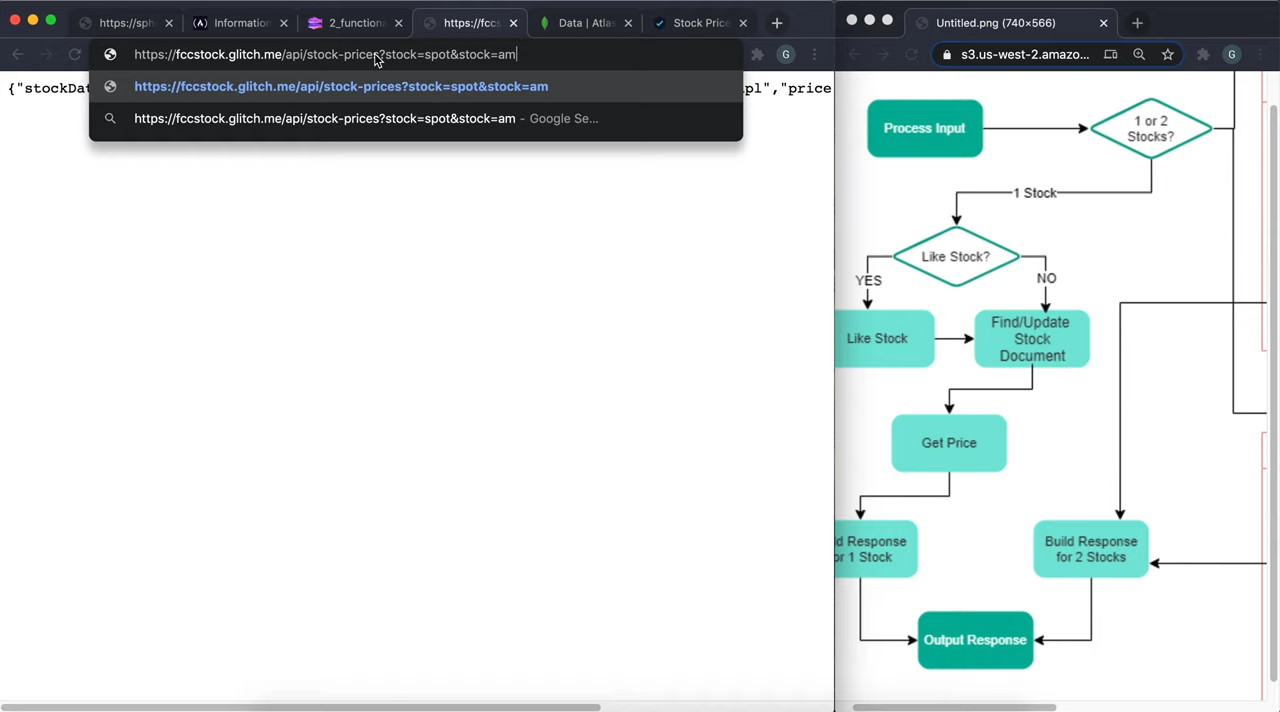 https://sph
Information
2_functiona
https://fccs
Data | Atlas
Stock Price
https://fccstock.glitch.me/api/stock-prices?stock=spot&stock=am
G
https://fccstock.glitch.me/api/stock-prices?stock=spot&stock=am
https://fccstock.glitch.me/api/stock-prices?stock=spot&stock=am - Google Se...
{"stockDat
pl","price
Untitled.png (740×566)
s3.us-west-2.amazo...
G
Process Input
1 or 2
Stocks?
1 Stock
Like Stock?
YES
NO
Like Stock
Find/Update
Stock
Document
Get Price
d Response
or 1 Stock
Build Response
for 2 Stocks
Output Response